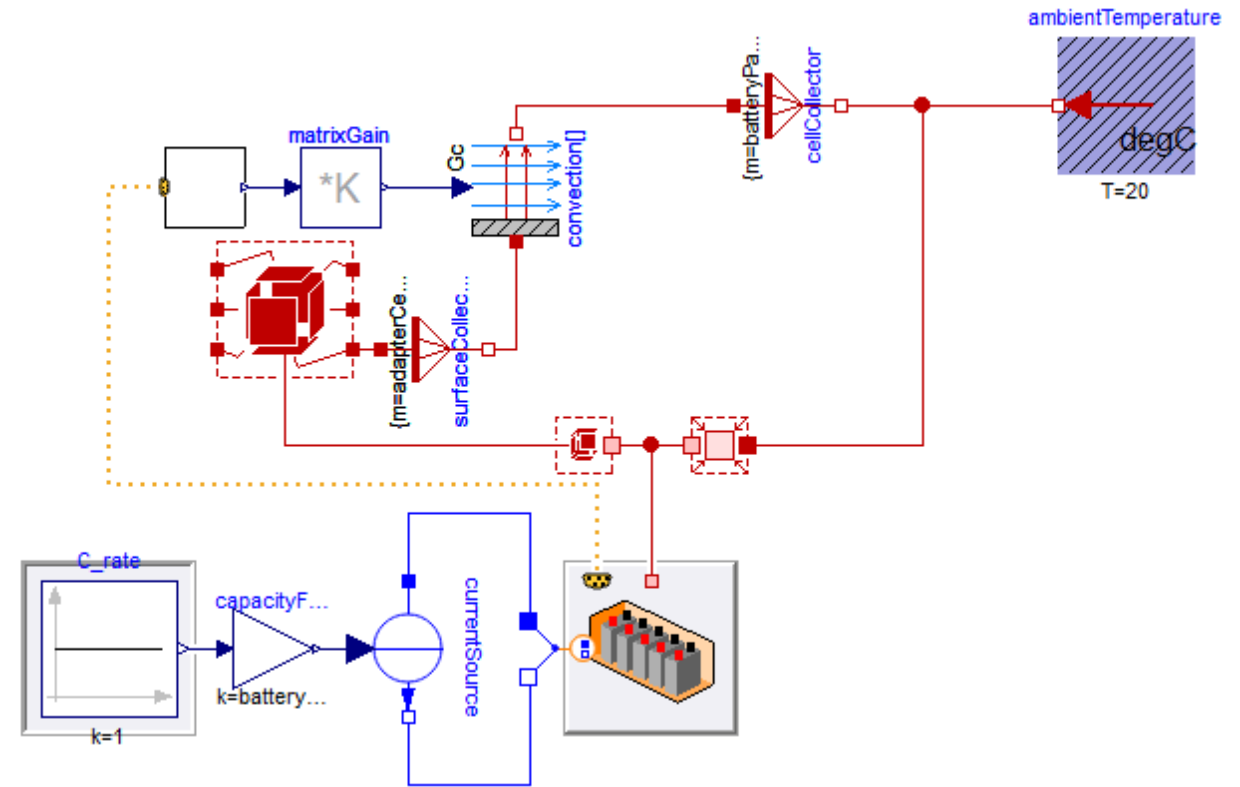 ambientTemperature
degC
T=20
{m=batteryPa...
cellCollector
matrixGain
*K
Gc
convection[]
{m=adapterCe...
surfaceCollec...
C_rate
k=1
capacityF...
k=battery...
currentSource